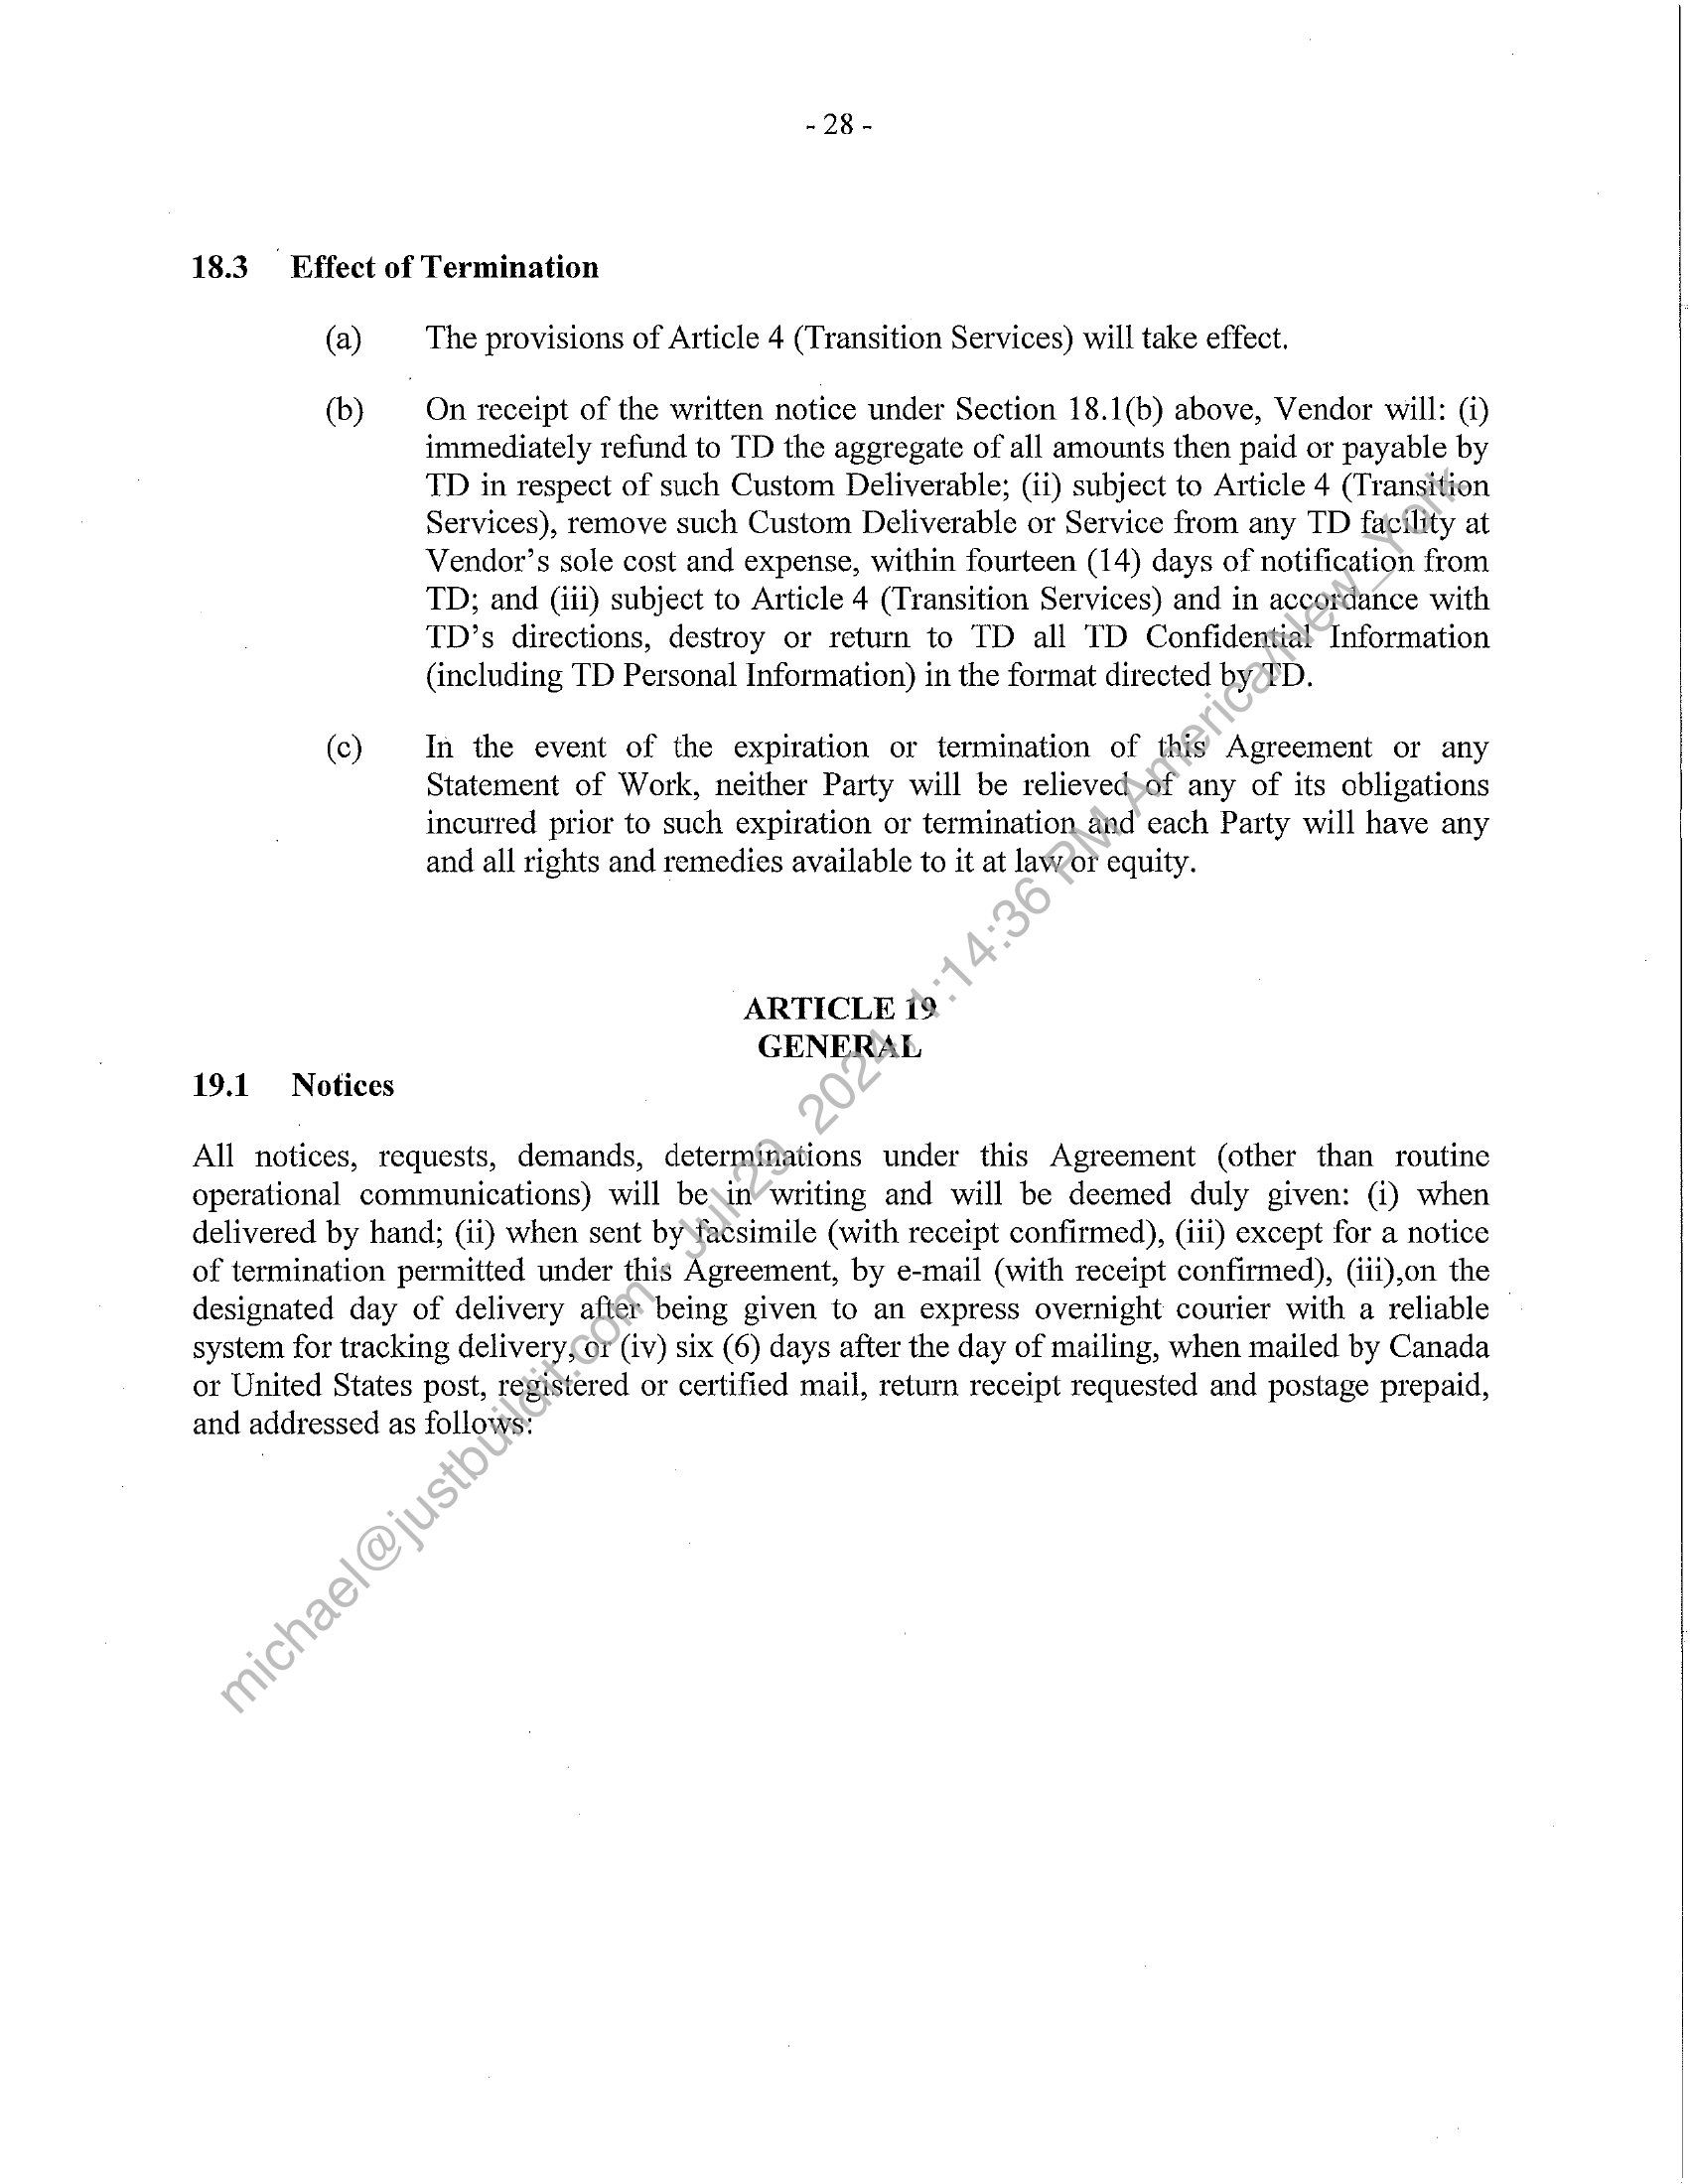 - 28 -
18.3 Effect of Termination
(a) The provisions of Article 4 (Transition Services) will take effect.
(b) On receipt of the written notice under Section 18.1(b) above, Vendor will: (i)
immediately refund to TD the aggregate of all amounts then paid or payable by
TD in respect of such Custom Deliverable; (ii) subject to Article 4 (Transition
Services), remove such Custom Deliverable or Service from any TD facility at
Vendor's sole cost and expense, within fourteen (14) days of notification from
TD; and (iii) subject to Article 4 (Transition Services) and in accordance with
TD's directions, destroy or return to TD all TD Confidential Information
(including TD Personal Information) in the format directed by TD.
(c) In the event of the expiration or termination of this Agreement or any
Statement of Work, neither Party will be relieved of any of its obligations
incurred prior to such expiration or termination and each Party will have any
and all rights and remedies available to it at law or equity.
ARTICLE 19
GENERAL
19.1 Notices
All notices, requests, demands, determinations under this Agreement (other than routine
operational communications) will be in writing and will be deemed duly given: (i) when
delivered by hand; (ii) when sent by facsimile (with receipt confirmed), (iii) except for a notice
of termination permitted under this Agreement, by e-mail (with receipt confirmed), (iii),on the
designated day of delivery after being given to an express overnight courier with a reliable
system for tracking delivery, or (iv) six (6) days after the day of mailing, when mailed by Canada
or United States post, registered or certified mail, return receipt requested and postage prepaid,
and addressed as follows:
michael@justbuildit.com - Jul 29, 2024, 1:14:36 PM America/New_York